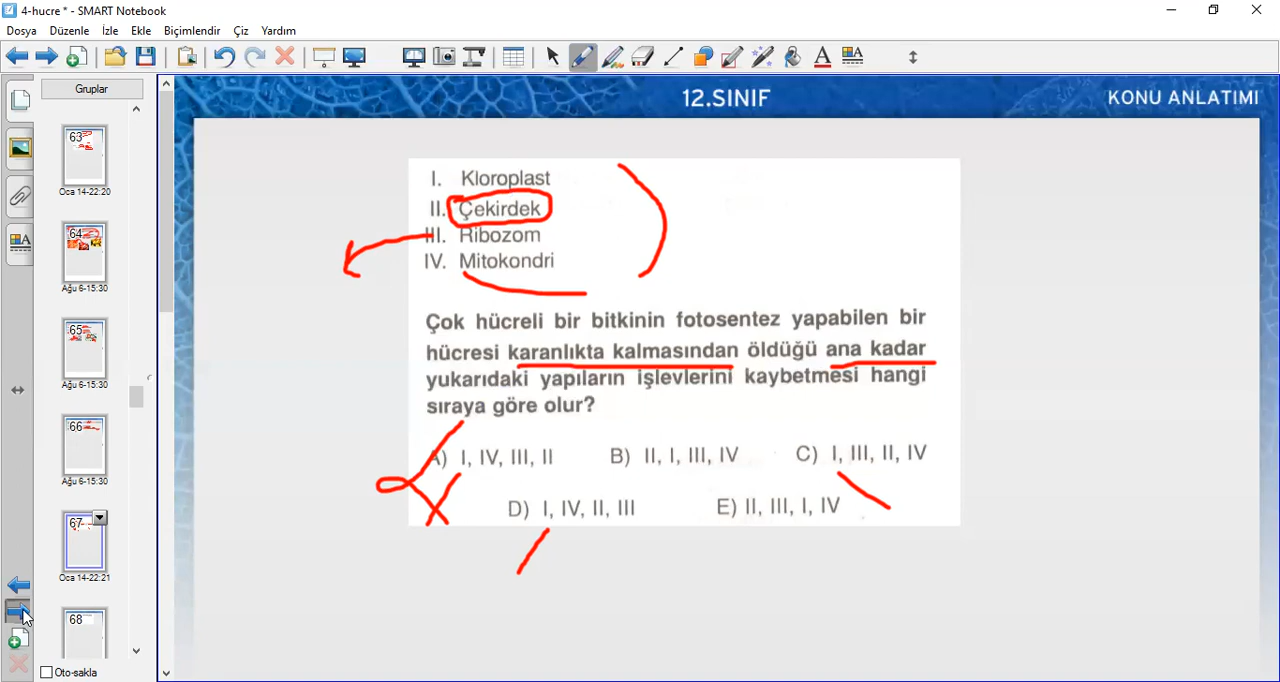 4-hucre * - SMART Notebook
Dosya Düzenle İzle Ekle Biçimlendir Çiz Yardım
Gruplar
63
Oca 14-22:20
64
Ağu 6-15:30
65
Ağu 6-15:30
66
Ağu 6-15:30
67
Oca 14-22:21
68
Oto-sakla
12.SINIF
KONU ANLATIMI
I. Kloroplast
II. Çekirdek
III. Ribozom
IV. Mitokondri
Çok hücreli bir bitkinin fotosentez yapabilen bir
hücresi karanlıkta kalmasından öldüğü ana kadar
yukarıdaki yapıların işlevlerini kaybetmesi hangi
sıraya göre olur?
A) I, IV, III, II B) II, I, III, IV C) I, III, II, IV
D) I, IV, II, III E) II, III, I, IV